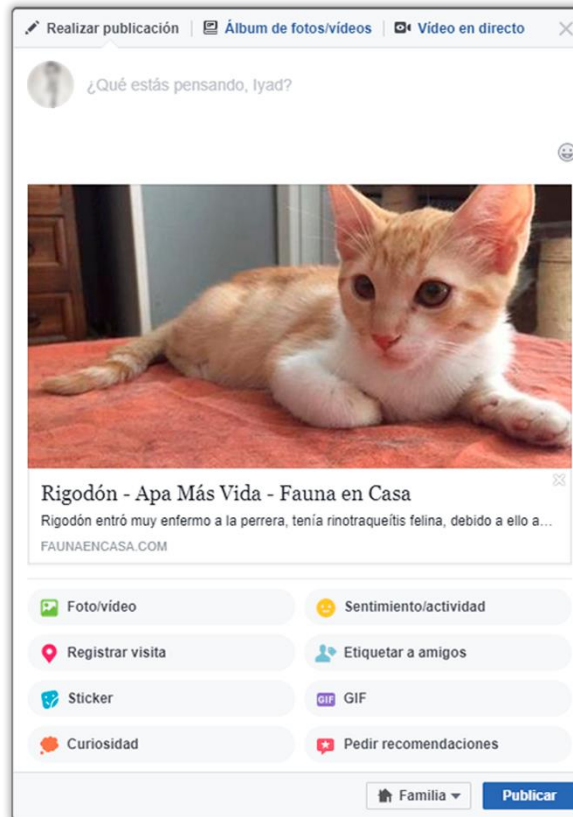 Realizar publicación Álbum de fotos/vídeos Vídeo en directo
¿Qué estás pensando, Iyad?
Rigodón - Apa Más Vida - Fauna en Casa
Rigodón entró muy enfermo a la perrera, tenía rinotraqueítis felina, debido a ello a...
FAUNAENCASA.COM
Foto/vídeo Sentimiento/actividad
Registrar visita Etiquetar a amigos
Sticker GIF GIF
Curiosidad Pedir recomendaciones
Familia Publicar